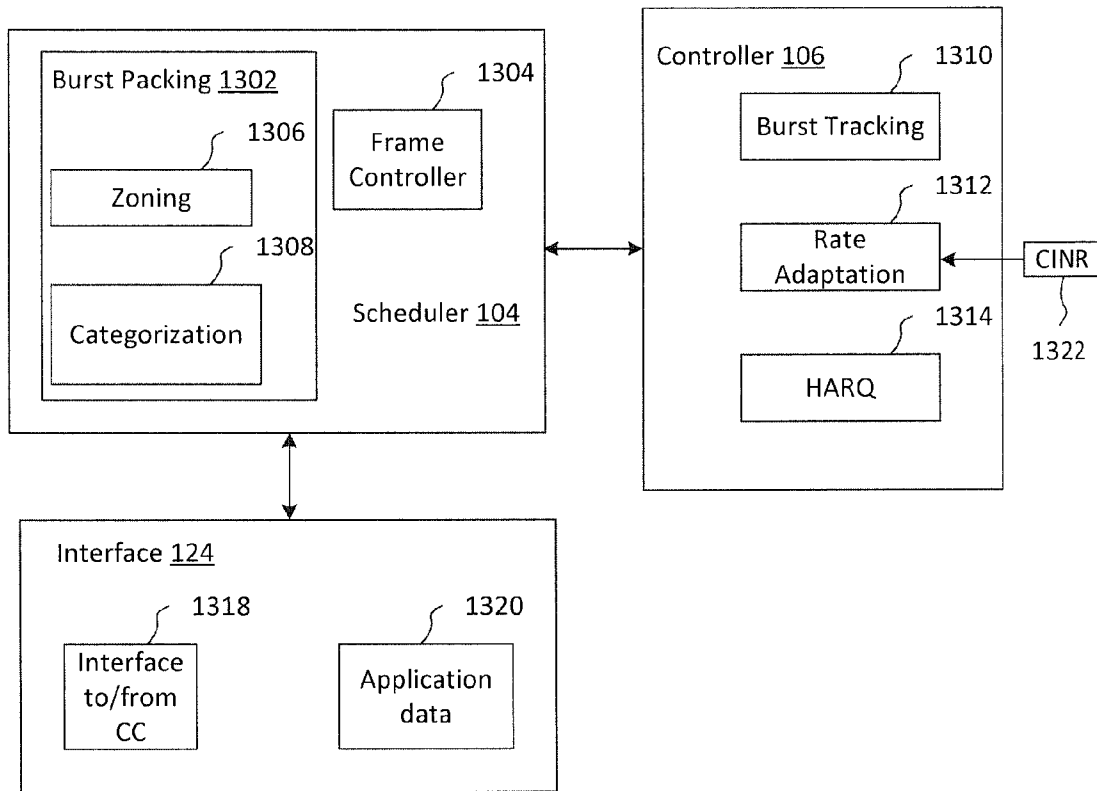 Burst Packing 1302
1306
Zoning
1308
Categorization
1304
Frame
Controller
Scheduler 104
Controller 106
1310
Burst Tracking
1312
Rate
Adaptation
CINR
1322
1314
HARQ
Interface 124
1318
Interface
to/from
CC
1320
Application
data